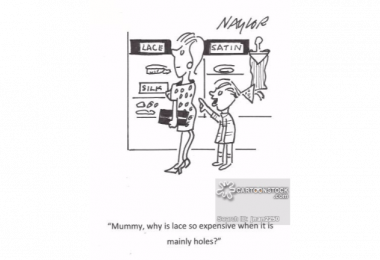 NAYLOR
LACE
SATIN
SILK
CARTOONSTOCK
.com
"Mummy, why is lace so expensive when it is
mainly holes?"